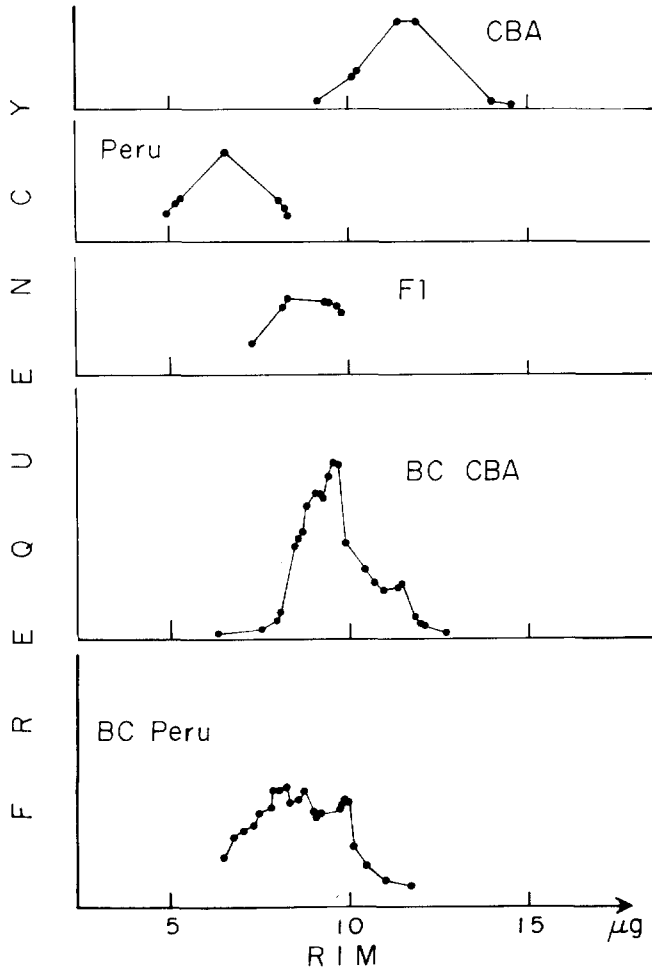 CBA
Peru
F1
BC CBA
BC Peru
FREQUENCY
5 10 15 μg
RIM